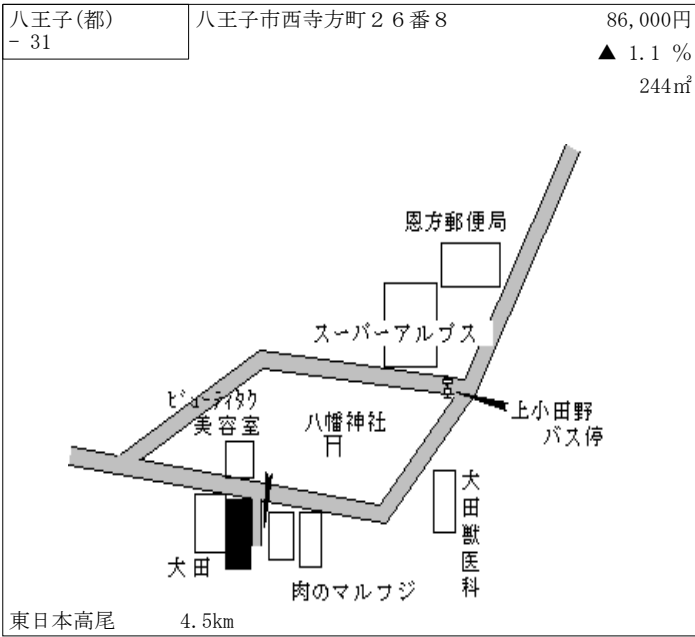 八王子(都)
- 31
八王子市西寺方町２６番８
86,000円
▲ 1.1 %
244㎡
恩方郵便局
スーパーアルプス
ビューティタク
美容室
八幡神社
上小田野
バス停
大田獣医科
大田
肉のマルフジ
東日本高尾 4.5km